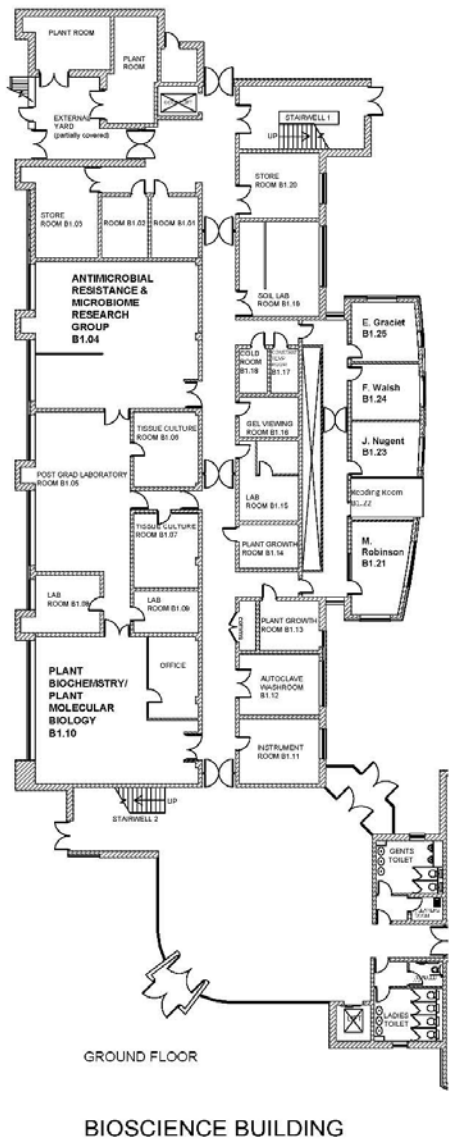 PLANT ROOM
PLANT
ROOM
EXTERNAL
YARD
(partially covered)
STAIRWELL 1
UP
STORE
ROOM B1.20
STORE
ROOM B1.03
ROOM B1.02
ROOM B1.01
SOIL LAB
ROOM B1.19
ANTIMICROBIAL
RESISTANCE &
MICROBIOME
RESEARCH
GROUP
B1.04
E. Graciet
B1.25
COLD
ROOM
B1.18
ROOM
B1.17
F. Walsh
B1.24
GEL VIEWING
ROOM B1.16
TISSUE CULTURE
ROOM B1.06
J. Nugent
B1.23
POST GRAD LABORATORY
ROOM B1.05
LAB
ROOM B1.15
Reading Room
B1.22
TISSUE CULTURE
ROOM B1.07
PLANT GROWTH
ROOM B1.14
M.
Robinson
B1.21
LAB
ROOM B1.08
LAB
ROOM B1.09
PLANT GROWTH
ROOM B1.13
PLANT
BIOCHEMSTRY/
PLANT
MOLECULAR
BIOLOGY
B1.10
OFFICE
AUTOCLAVE
WASHROOM
B1.12
INSTRUMENT
ROOM B1.11
UP
STAIRWELL 2
GENTS
TOILET
LADIES
TOILET
GROUND FLOOR
BIOSCIENCE BUILDING